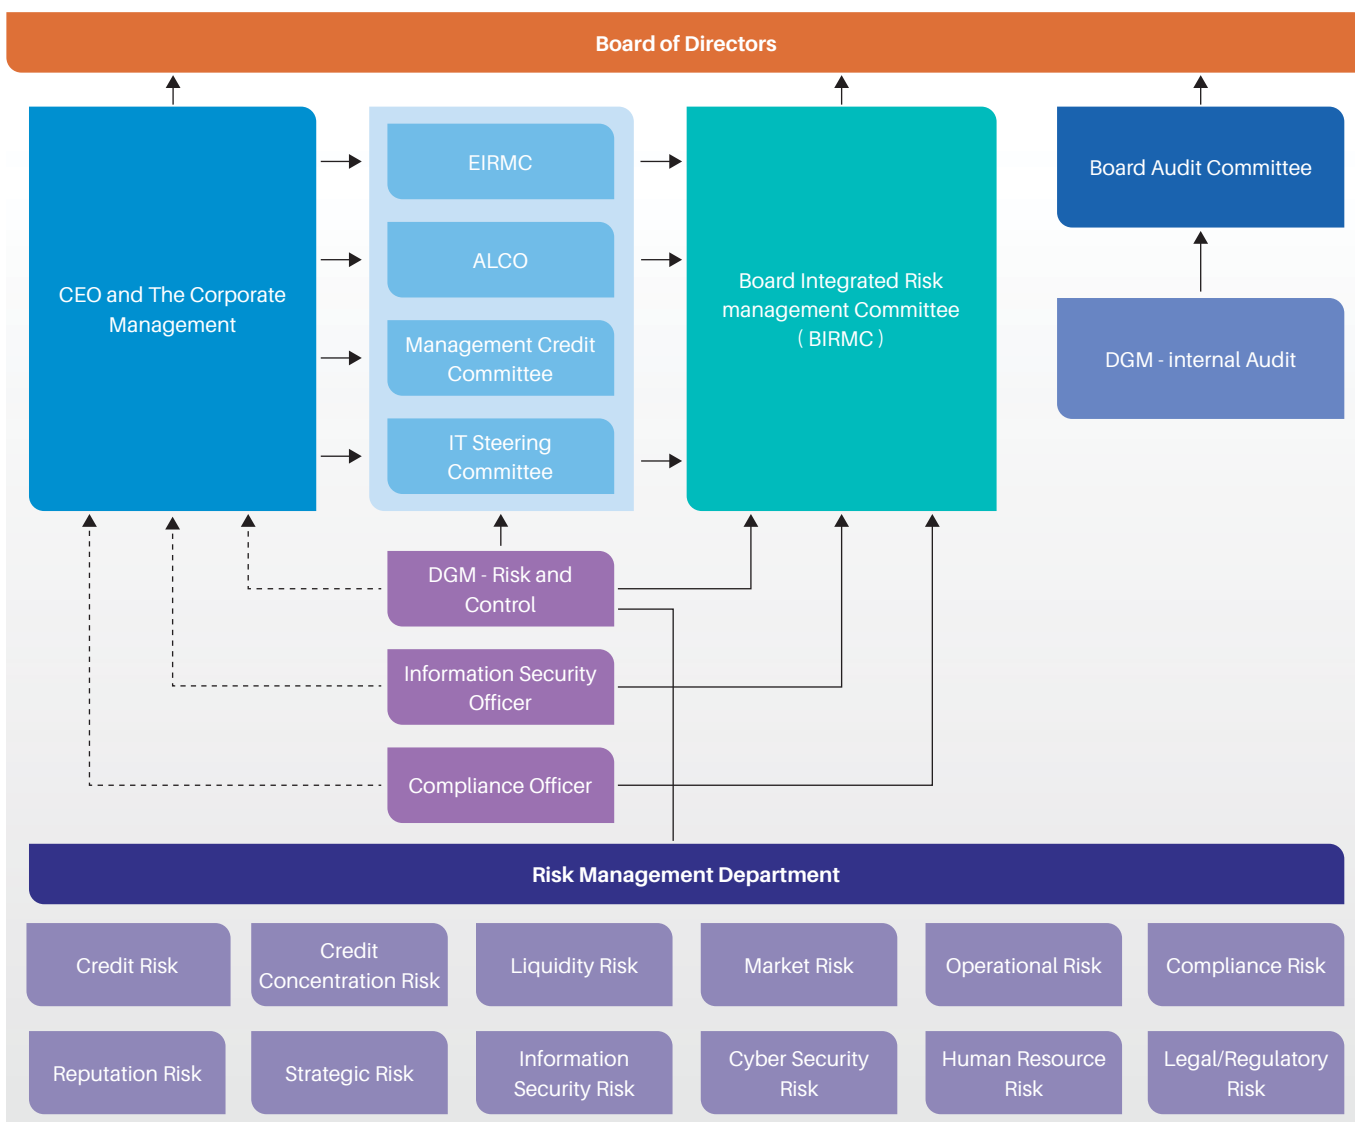 Board of Directors
CEO and The Corporate
Management
EIRMC
ALCO
Management Credit
Committee
IT Steering
Committee
Board Integrated Risk
management Committee
( BIRMC )
Board Audit Committee
DGM - internal Audit
DGM - Risk and
Control
Information Security
Officer
Compliance Officer
Risk Management Department
Credit Risk
Credit
Concentration Risk
Liquidity Risk
Market Risk
Operational Risk
Compliance Risk
Reputation Risk
Strategic Risk
Information
Security Risk
Cyber Security
Risk
Human Resource
Risk
Legal/Regulatory
Risk